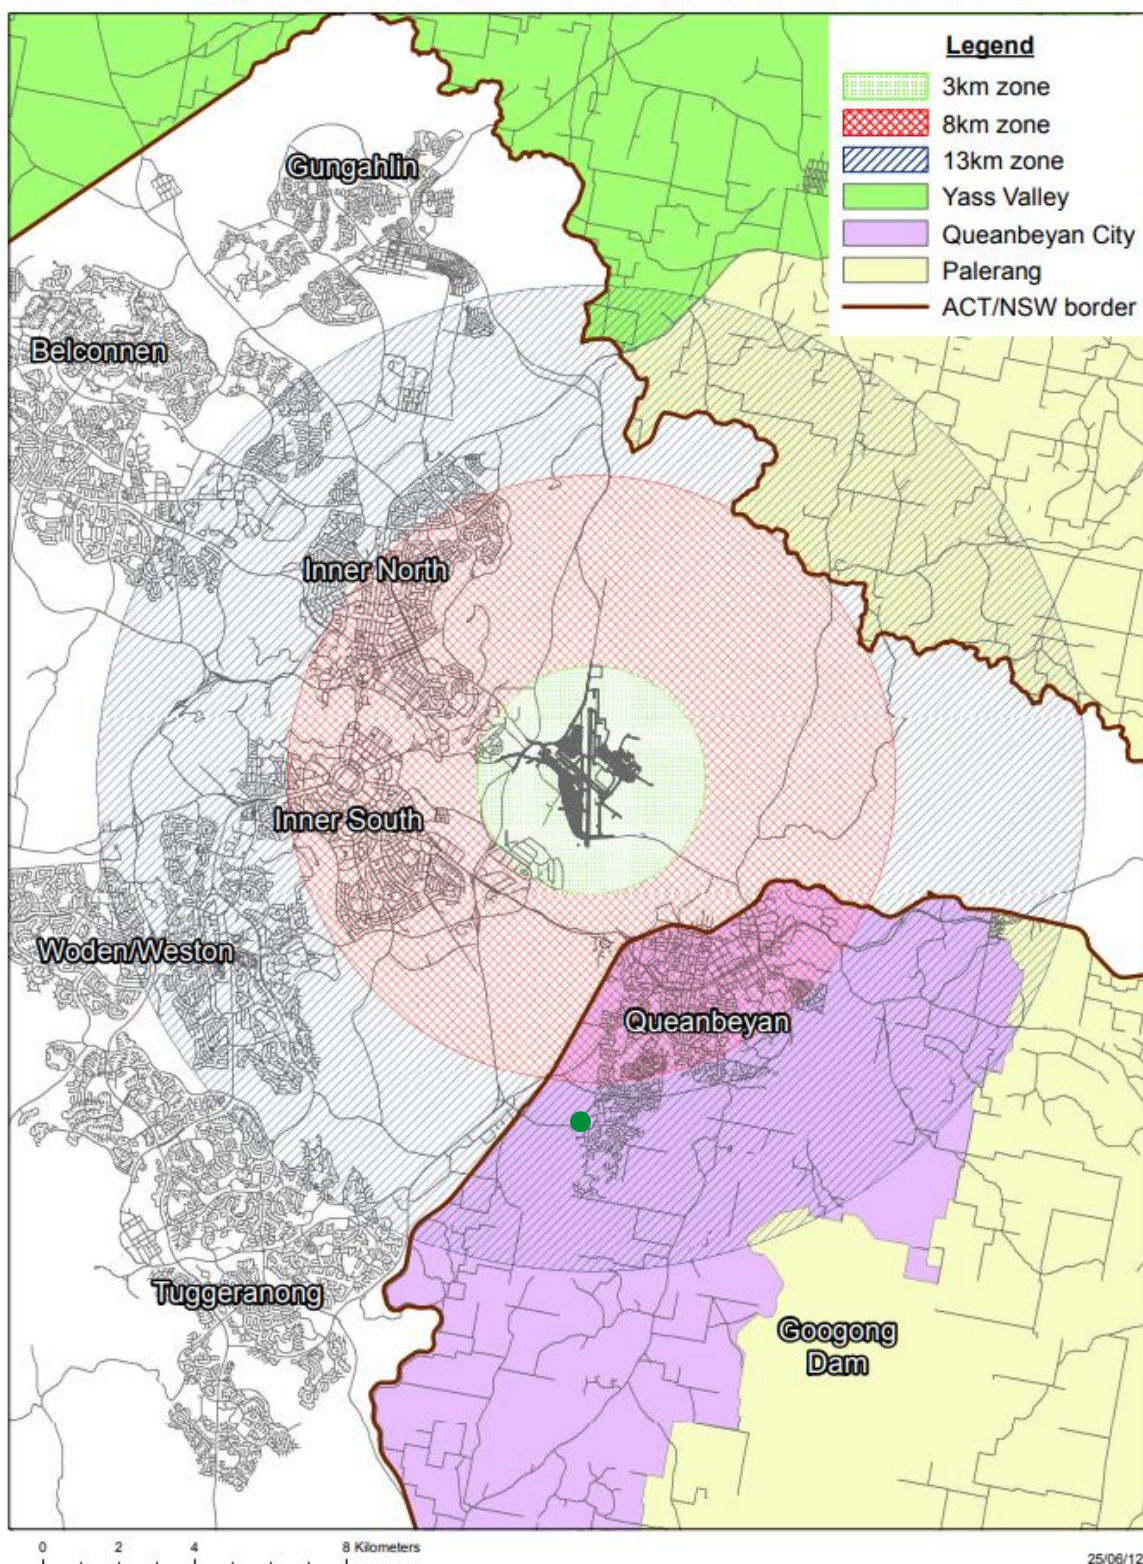 Legend
3km zone
8km zone
13km zone
Yass Valley
Queanbeyan City
Palerang
ACT/NSW border
Gungahlin
Belconnen
Inner North
Inner South
Woden/Weston
Queanbeyan
Tuggeranong
Googong
Dam
0 2 4 8 Kilometers
25/06/12